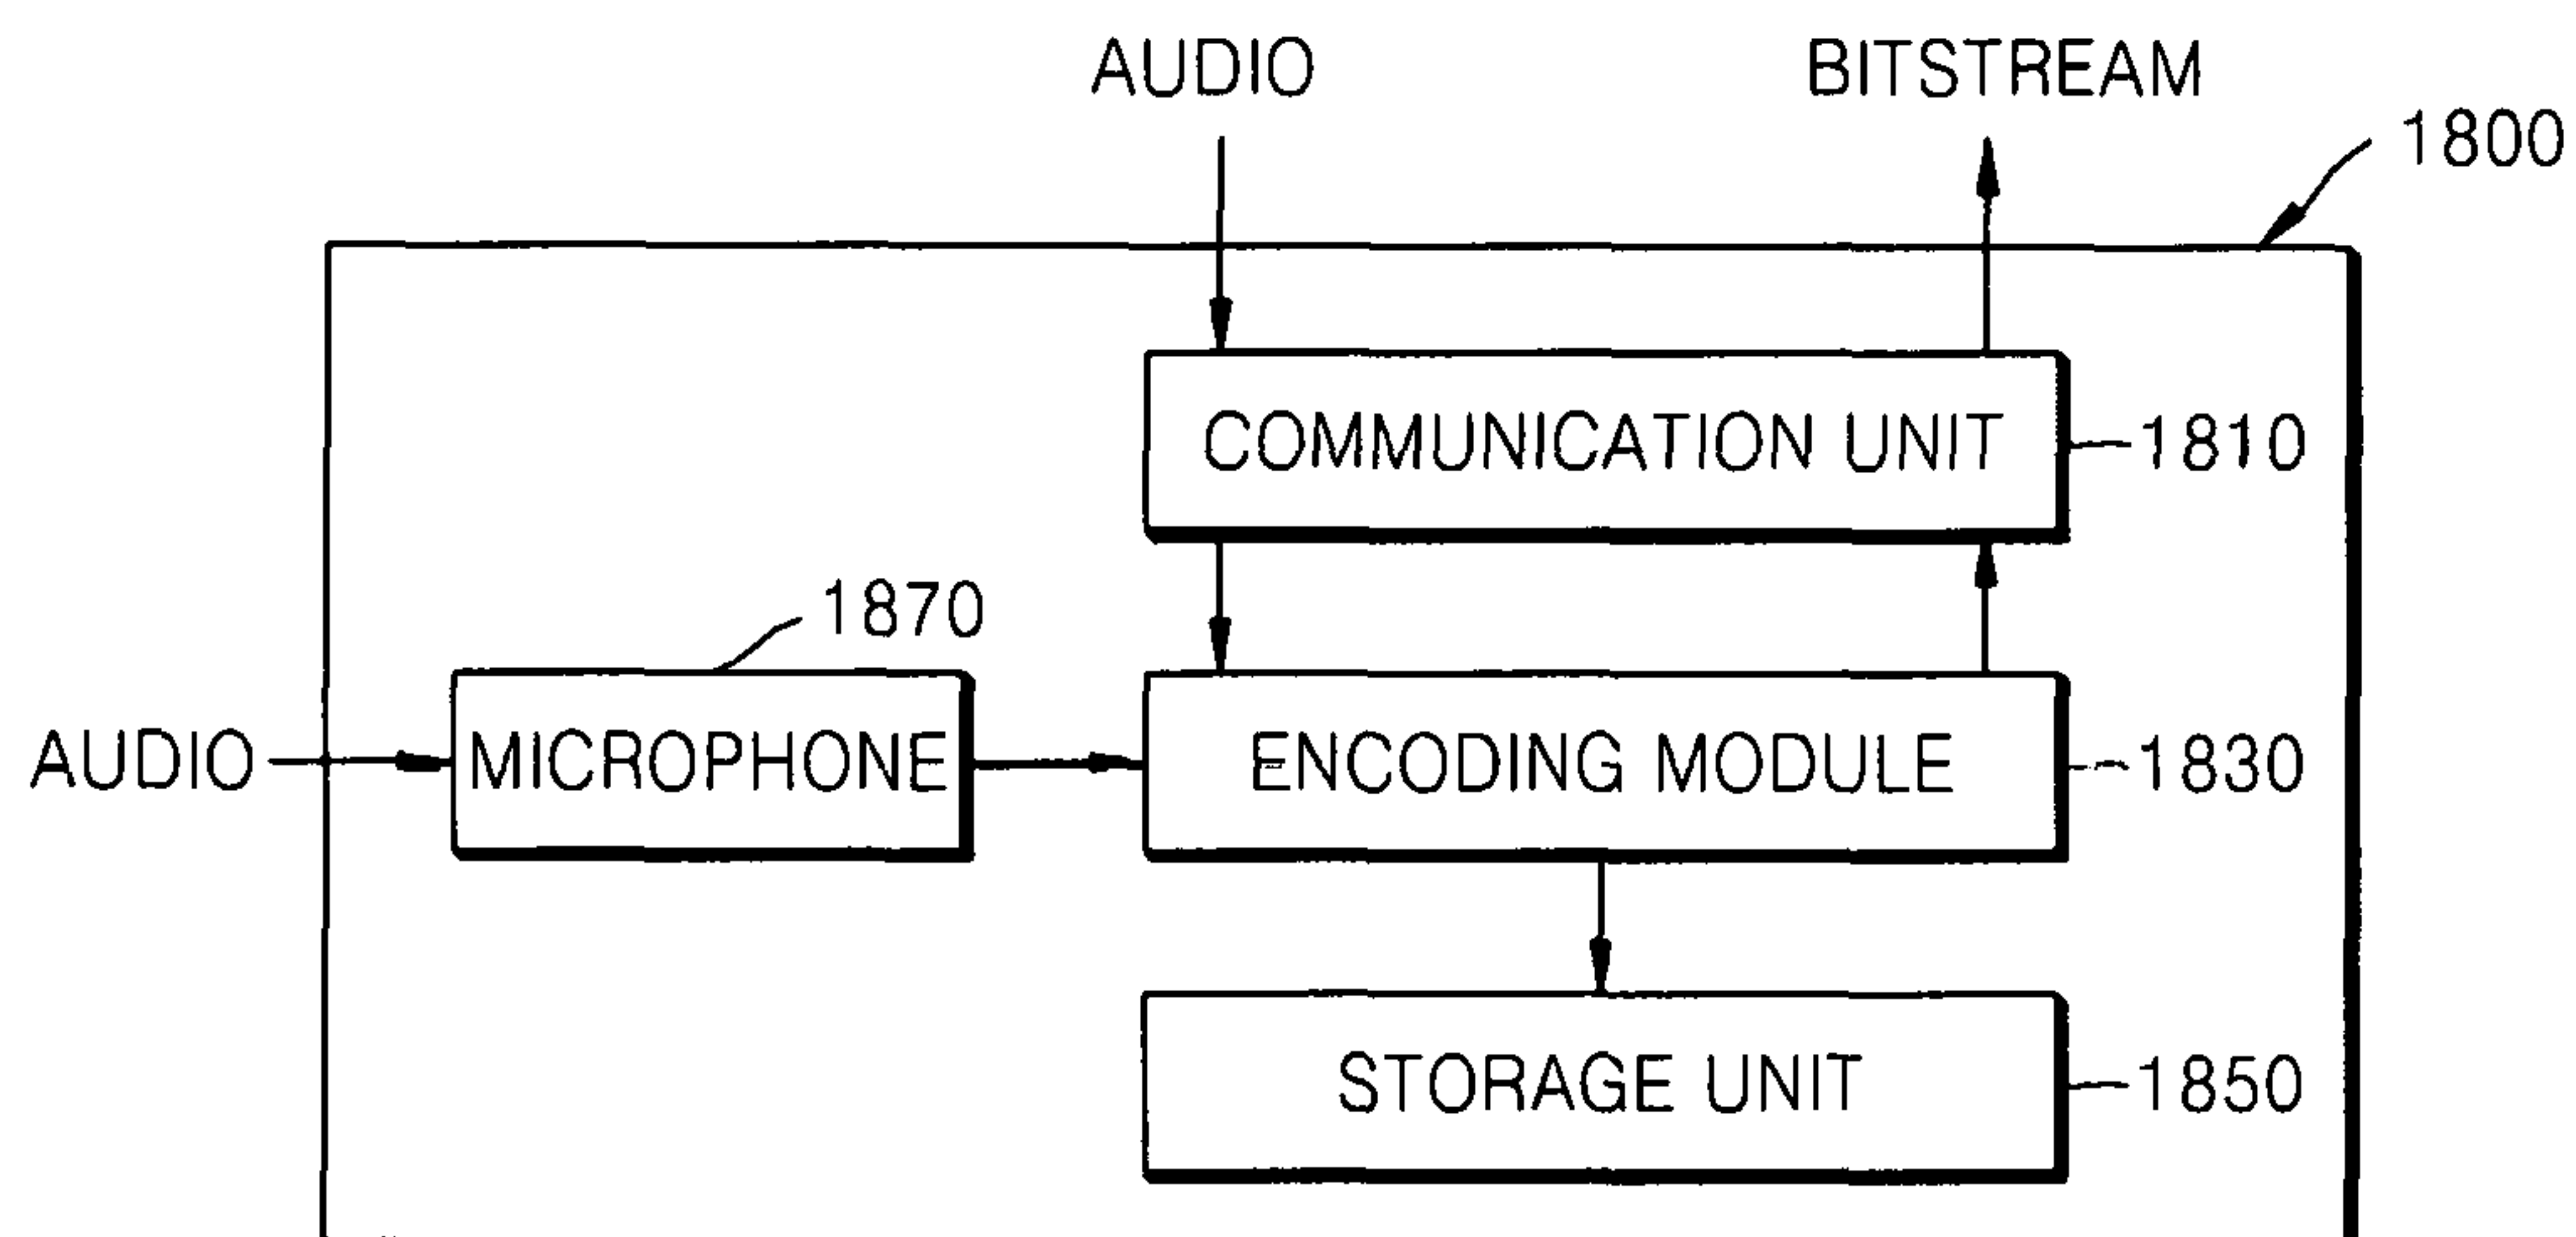 AUDIO
BITSTREAM
1800
COMMUNICATION UNIT
1810
1870
AUDIO
MICROPHONE
ENCODING MODULE
1830
STORAGE UNIT
1850